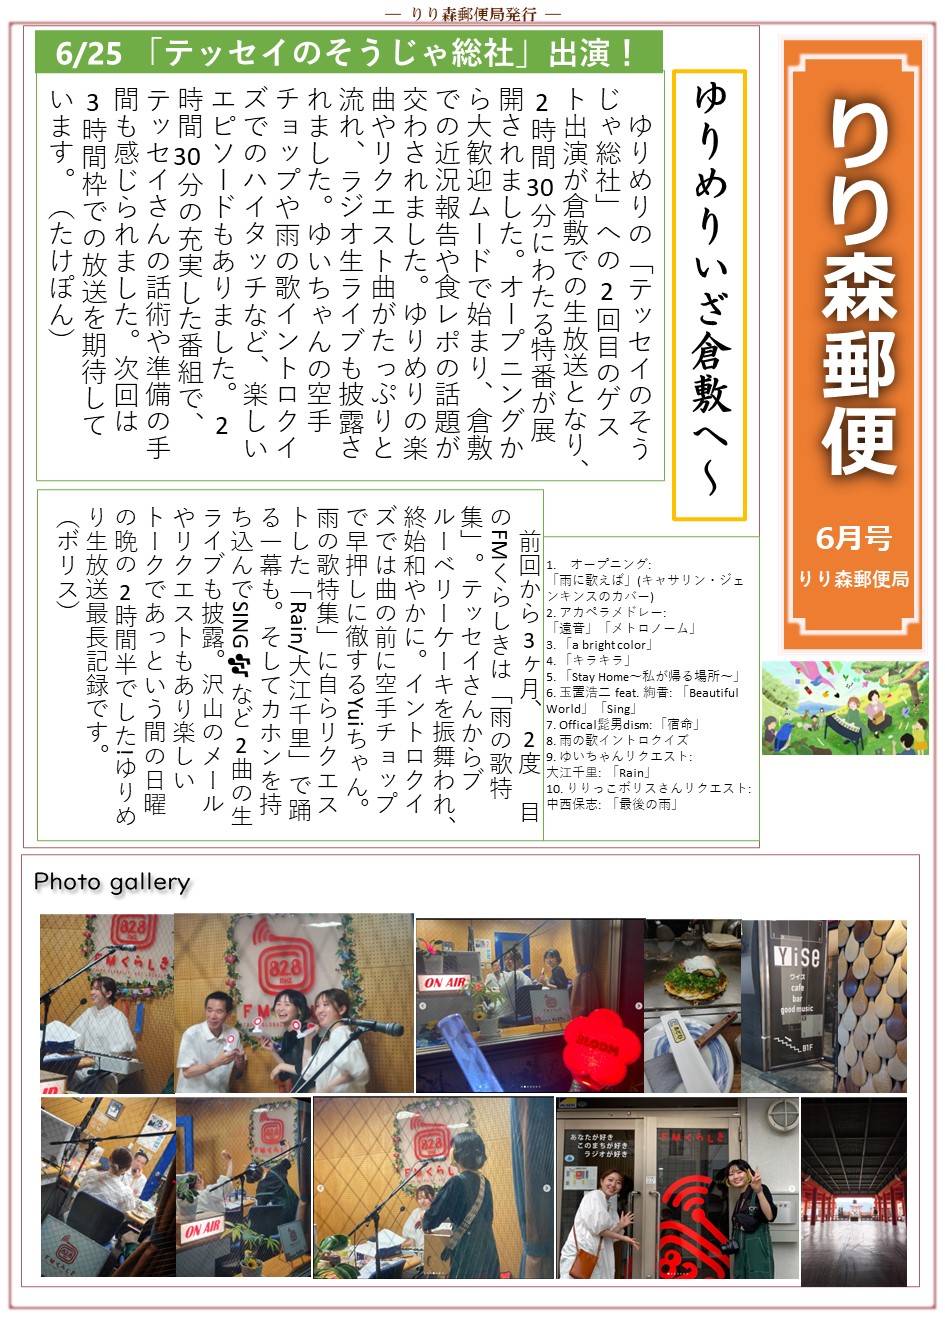 ― りり森郵便局発行 ―
りり森郵便
6月号
りり森郵便局
6/25 「テッセイのそうじゃ総社」出演！
ゆりめりいざ倉敷へ〜
ゆりめりの「テッセイのそう
じゃ総社」への2回目のゲス
ト出演が倉敷での生放送となり、
2時間30分にわたる特番が展
開されました。オープニングか
ら大歓迎ムードで始まり、倉敷
での近況報告や食レポの話題が
交わされました。ゆりめりの楽
曲やリクエスト曲がたっぷりと
流れ、ラジオ生ライブも披露さ
れました。ゆいちゃんの空手
チョップや雨の歌イントロクイ
ズでのハイタッチなど、楽しい
エピソードもありました。2
時間30分の充実した番組で、
テッセイさんの話術や準備の手
間も感じられました。次回は
3時間枠での放送を期待して
います。（たけぽん）
前回から3ヶ月、2度 目
のFMくらしきは「雨の歌特
集」。テッセイさんからブ
ルーベリーケーキを振舞われ、
終始和やかに。イントロクイ
ズでは曲の前に空手チョップ
で早押しに徹するYuiちゃん。
雨の歌特集」に自らリクエス
トした「Rain/大江千里」で踊
る一幕も。そしてカホンを持
ち込んでSING🎶など2曲の生
ライブも披露。沢山のメール
やリクエストもあり楽しい
トークであっという間の日曜
の晩の2時間半でした!ゆりめ
り生放送最長記録です。
（ボリス）
1. オープニング:
「雨に歌えば」(キャサリン・ジェ
ンキンスのカバー)
2. アカペラメドレー:
「遠音」「メトロノーム」
3. 「a bright color」
4. 「キラキラ」
5. 「Stay Home〜私が帰る場所〜」
6. 玉置浩二 feat. 絢香: 「Beautiful
World」「Sing」
7. Offical髭男dism: 「宿命」
8. 雨の歌イントロクイズ
9. ゆいちゃんリクエスト:
大江千里: 「Rain」
10. りりっこボリスさんリクエスト:
中西保志: 「最後の雨」
Photo gallery
828
FMくらしき
828
MHz
FM
ON AIR
BLOOM
Yise
ワイズ
cafe
bar
good music
B1F
828
828
ON AIR
828
FMくらし
あなたが好き
このまちが好き
ラジオが好き
FMくらしき